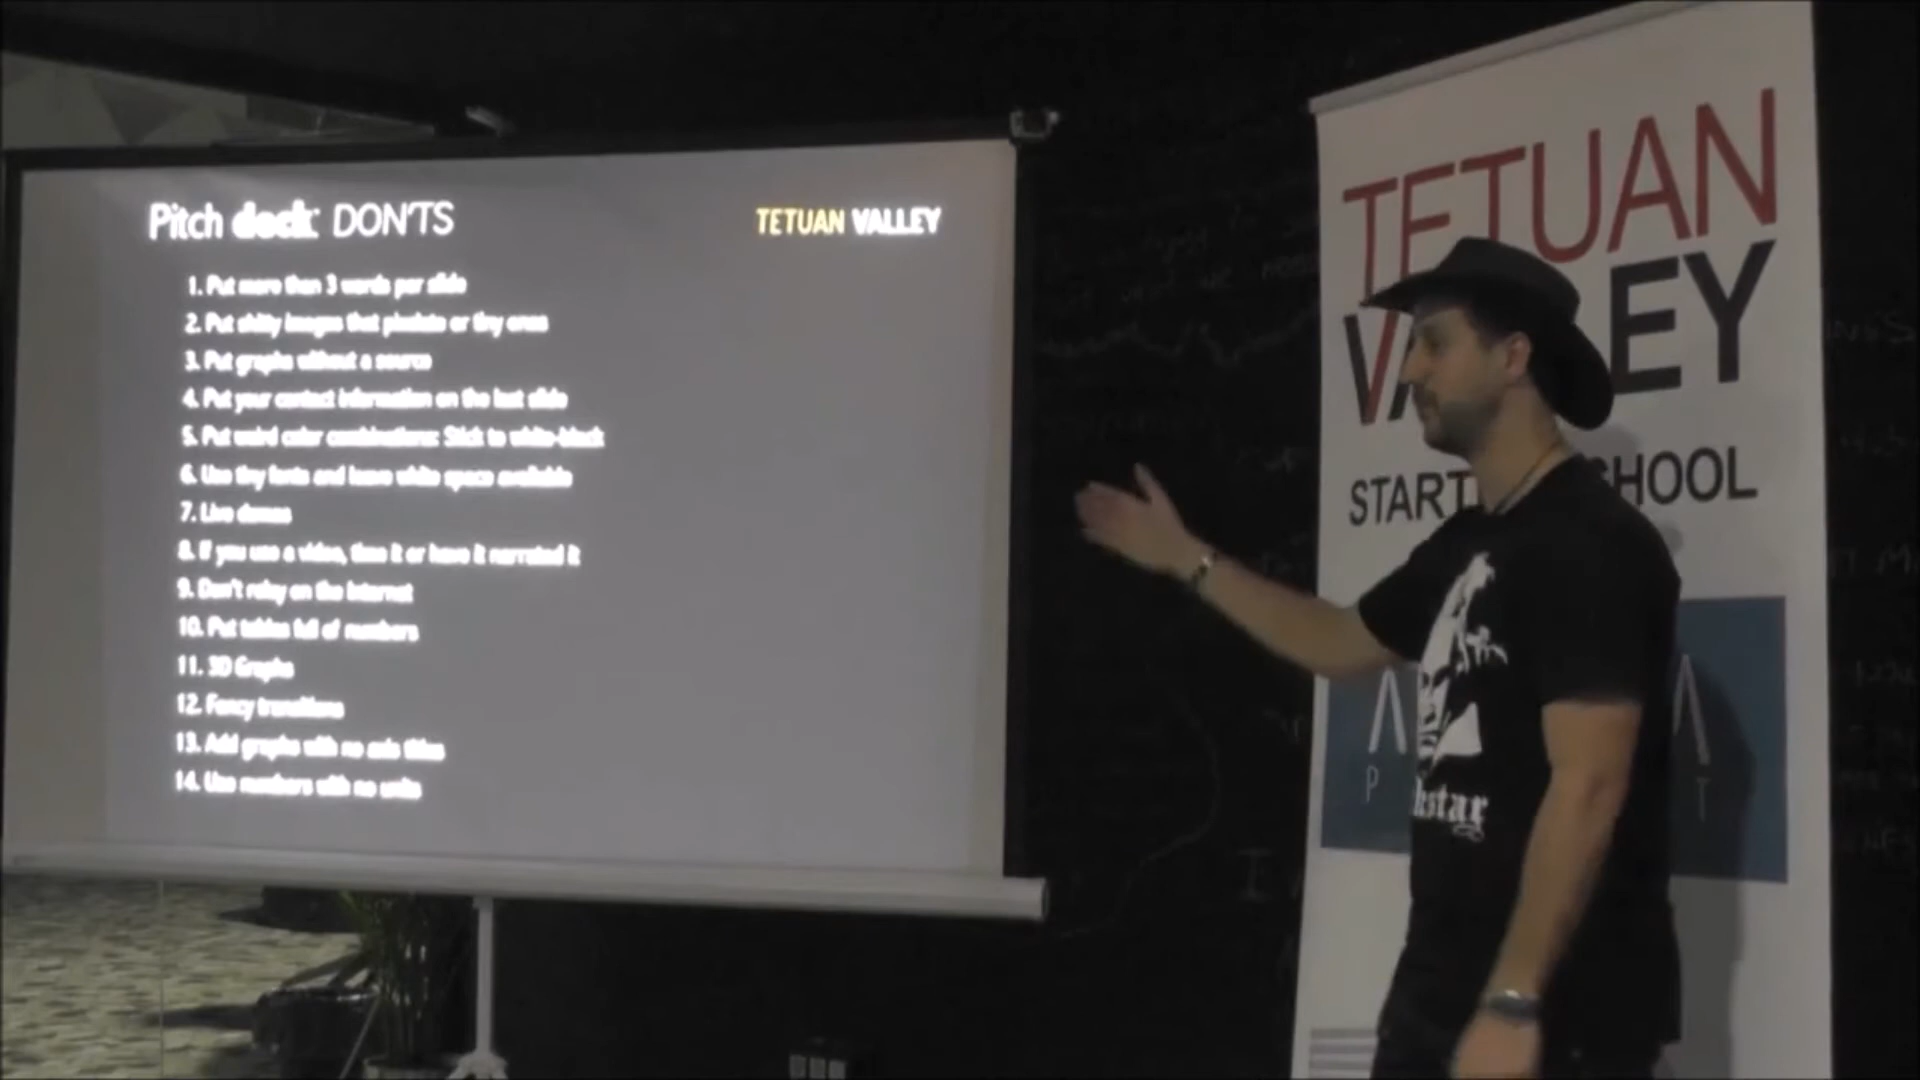 Pitch deck: DON'TS
TETUAN VALLEY
1. Put more than 3 words per slide
2. Put shitty images that pixelate or tiny ones
3. Put graphs without a source
4. Put your contact information on the last slide
5. Put weird color combinations: Stick to white-black
6. Use tiny fonts and leave white space available
7. Live demos
8. If you use a video, time it or have it narrated it
9. Don't relay on the internet
10. Put tables full of numbers
11. 3D Graphs
12. Fancy transitions
13. Add graphs with no axis titles
14. Use numbers with no units
TETUAN
VALLEY
START HOOL
kstar